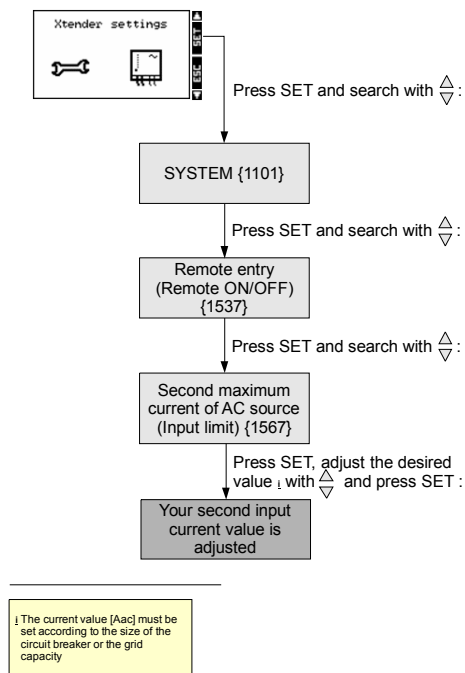 Xtender settings
SET
ESC
Press SET and search with △▽ :
SYSTEM {1101}
Press SET and search with △▽ :
Remote entry
(Remote ON/OFF)
{1537}
Press SET and search with △▽ :
Second maximum
current of AC source
(Input limit) {1567}
Press SET, adjust the desired
value i with △▽ and press SET :
Your second input
current value is
adjusted
i The current value [Aac] must be
set according to the size of the
circuit breaker or the grid
capacity